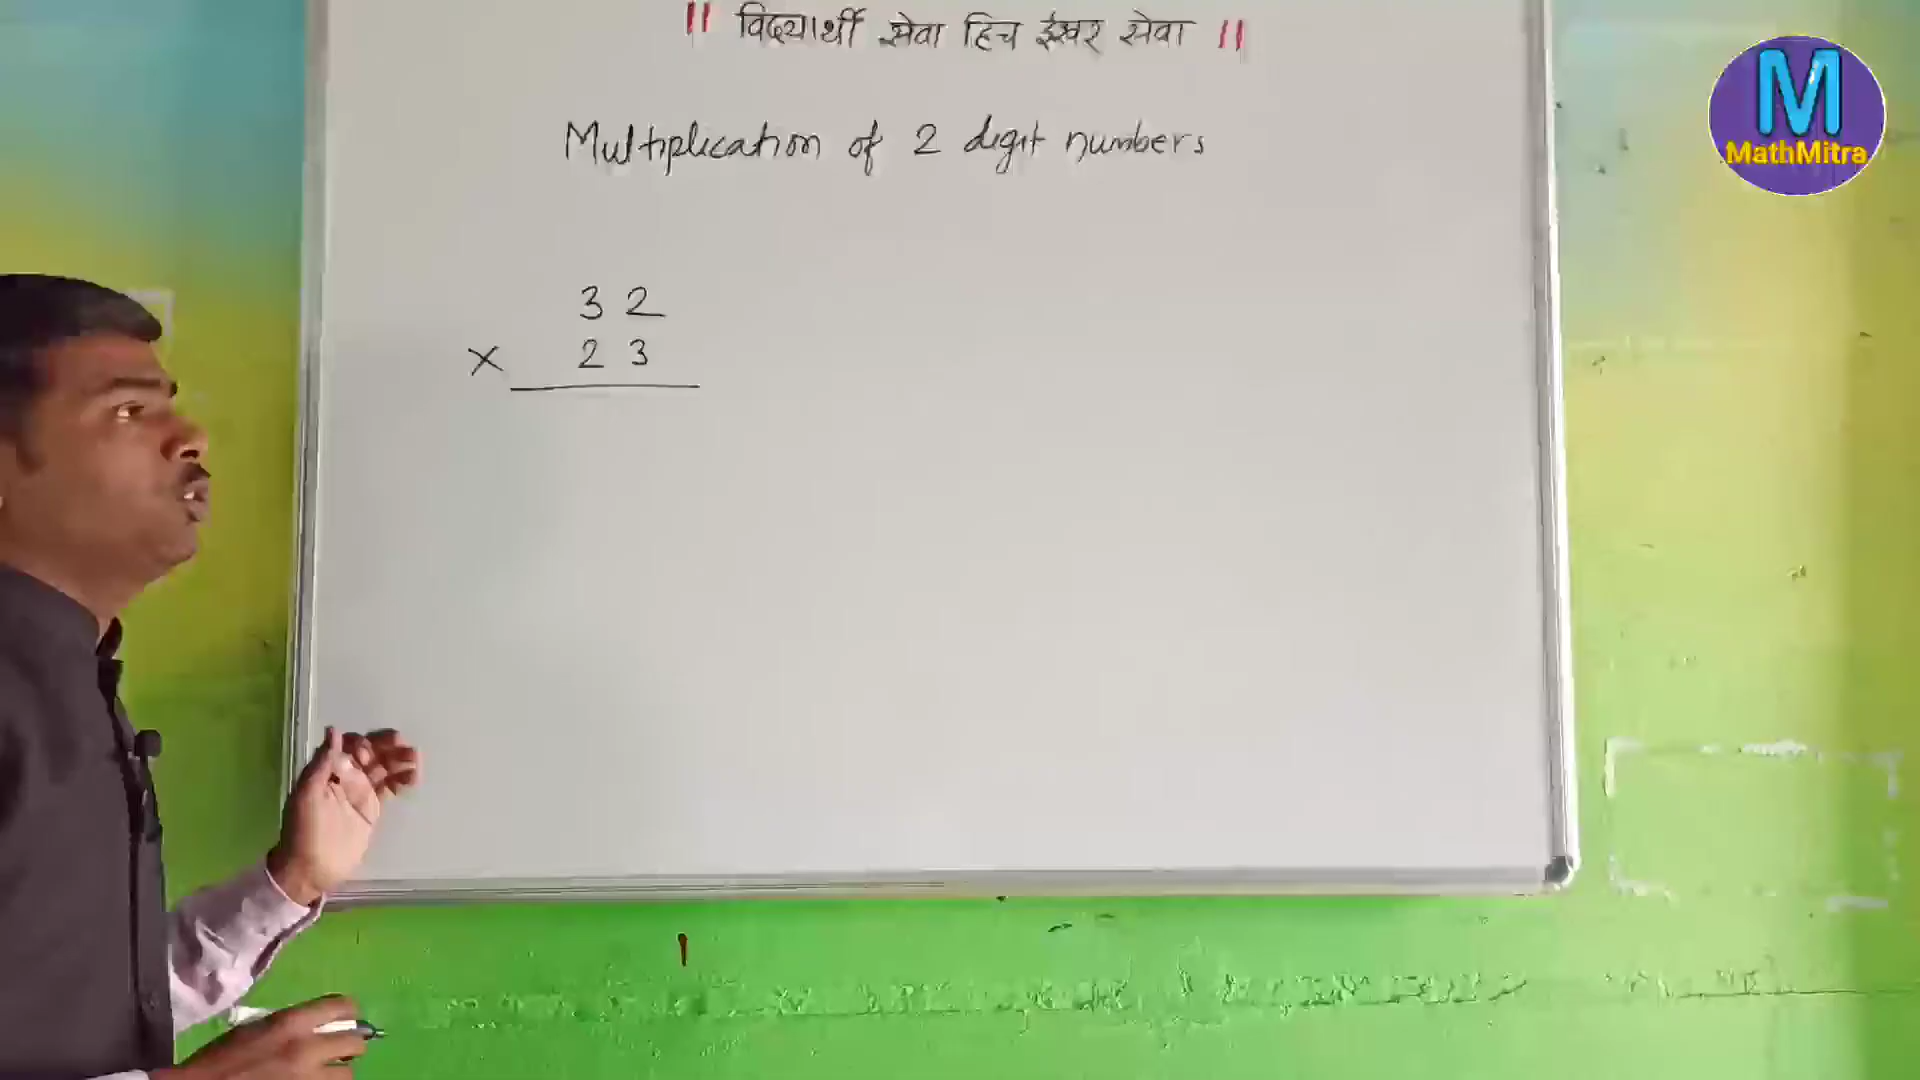 || विद्यार्थी सेवा हिच ईश्वर सेवा ||
M
MathMitra
Multiplication of 2 digit numbers
3 2
× 2 3